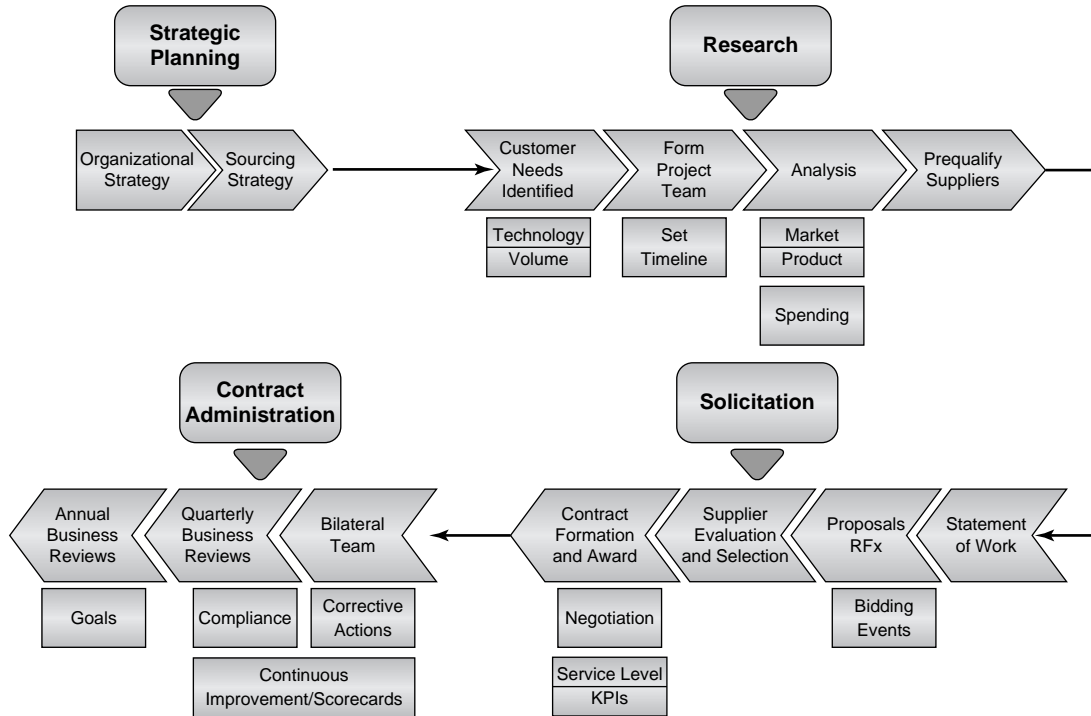 Strategic
Planning
Research
Organizational
Strategy
Sourcing
Strategy
Customer
Needs
Identified
Form
Project
Team
Analysis
Prequalify
Suppliers
Technology
Volume
Set
Timeline
Market
Product
Spending
Contract
Administration
Solicitation
Annual
Business
Reviews
Quarterly
Business
Reviews
Bilateral
Team
Contract
Formation
and Award
Supplier
Evaluation
and Selection
Proposals
RFx
Statement
of Work
Goals
Compliance
Corrective
Actions
Continuous
Improvement/Scorecards
Negotiation
Service Level
KPIs
Bidding
Events